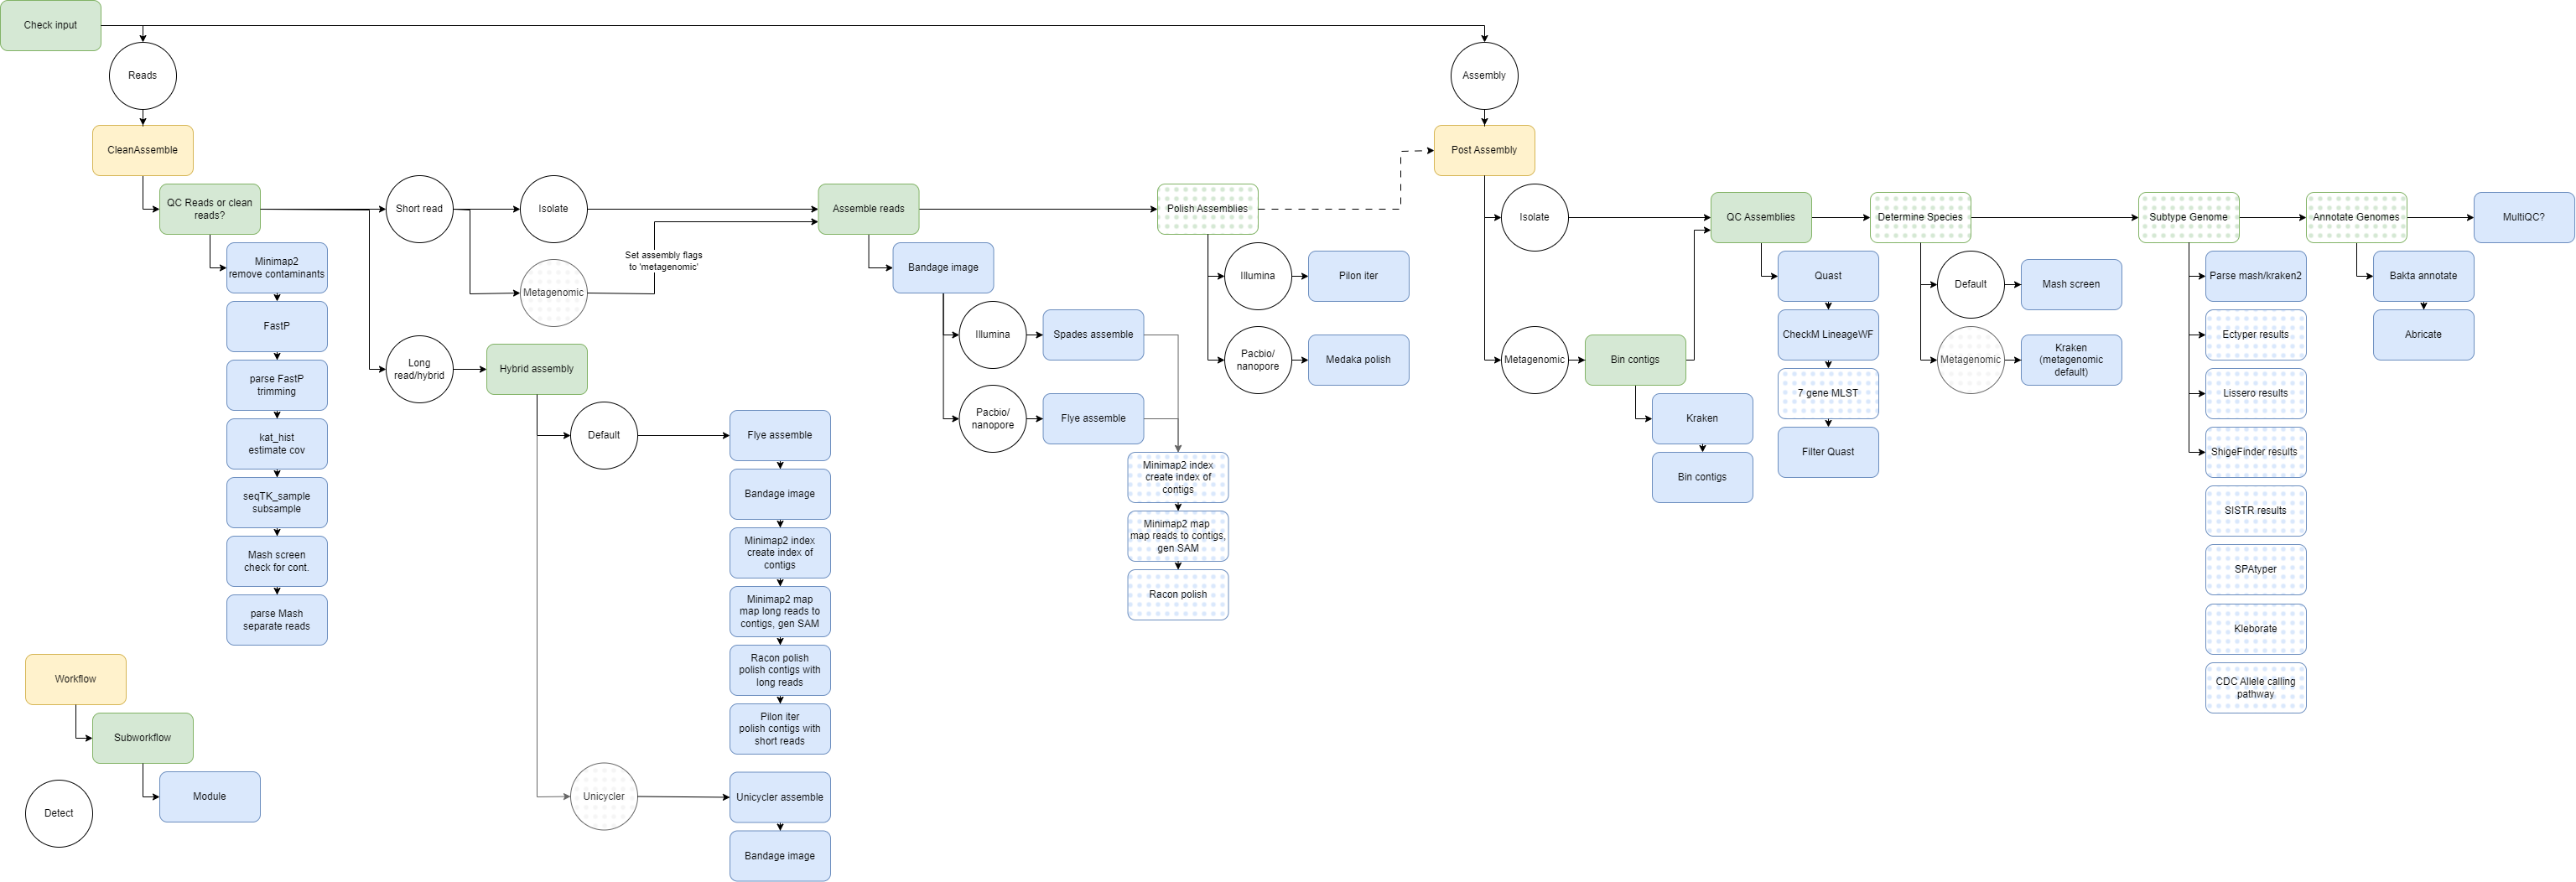 Check input
Reads
CleanAssemble
QC Reads or clean
reads?
Minimap2
remove contaminants
FastP
parse FastP
trimming
kat_hist
estimate cov
seqTK_sample
subsample
Mash screen
check for cont.
parse Mash
separate reads
Workflow
Subworkflow
Module
Detect
Short read
Isolate
Metagenomic
Set assembly flags
to 'metagenomic'
Long
read/hybrid
Hybrid assembly
Default
Flye assemble
Bandage image
Minimap2 index
create index of
contigs
Minimap2 map
map long reads to
contigs, gen SAM
Racon polish
polish contigs with
long reads
Pilon iter
polish contigs with
short reads
Unicycler
Unicycler assemble
Bandage image
Assemble reads
Bandage image
Illumina
Spades assemble
Pacbio/
nanopore
Flye assemble
Minimap2 index
create index of
contigs
Minimap2 map
map reads to contigs,
gen SAM
Racon polish
Polish Assemblies
Illumina
Pilon iter
Pacbio/
nanopore
Medaka polish
Assembly
Post Assembly
Isolate
Metagenomic
Bin contigs
Kraken
Bin contigs
QC Assemblies
Quast
CheckM LineageWF
7 gene MLST
Filter Quast
Determine Species
Default
Mash screen
Metagenomic
Kraken
(metagenomic
default)
Subtype Genome
Parse mash/kraken2
Ectyper results
Lissero results
ShigeFinder results
SISTR results
SPAtyper
Kleborate
CDC Allele calling
pathway
Annotate Genomes
Bakta annotate
Abricate
MultiQC?